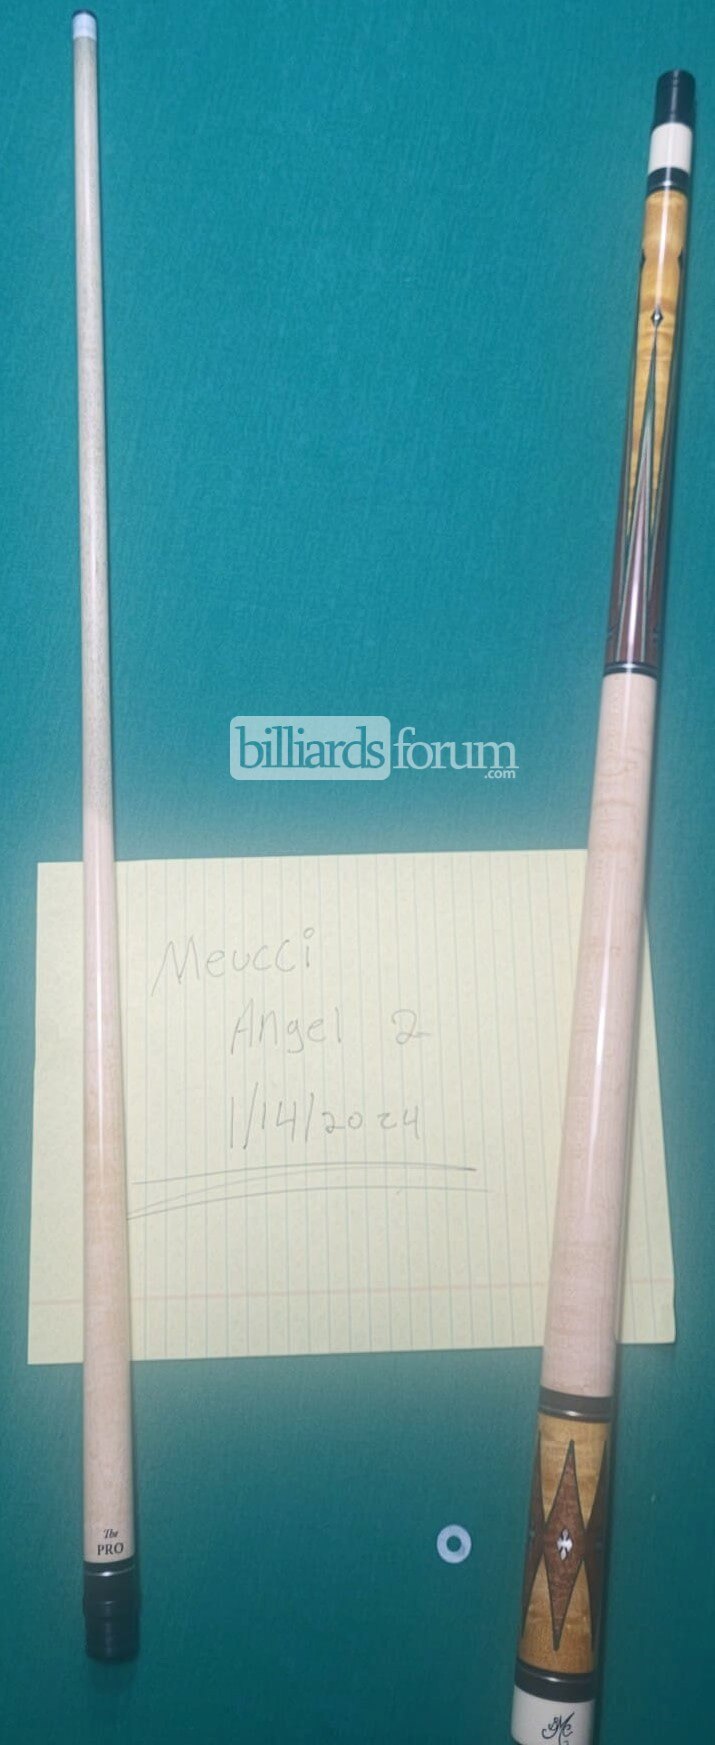 billiardsforum
.com
Meucci
Angel 2
1/14/2024
The
PRO